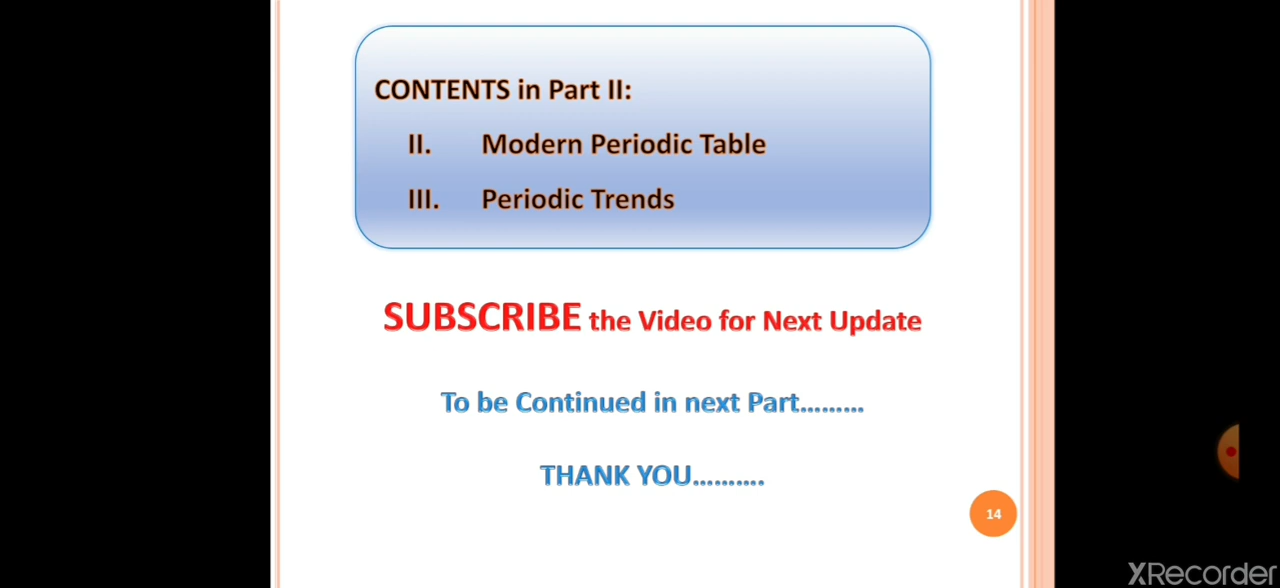 CONTENTS in Part II:
II. Modern Periodic Table
III. Periodic Trends
SUBSCRIBE the Video for Next Update
To be Continued in next Part.........
THANK YOU..........
14
XRecorder